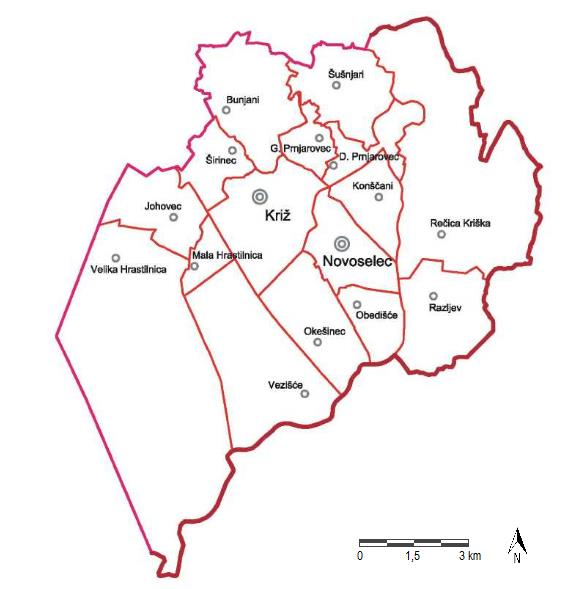 Šušnjari
Bunjani
G. Prnjarovec
D. Prnjarovec
Širinec
Konščani
Johovec
Križ
Rečica Kriška
Mala Hrastilnica
Novoselec
Velika Hrastilnica
Razljev
Obedišće
Okešinec
Vezišće
0 1,5 3 km
N